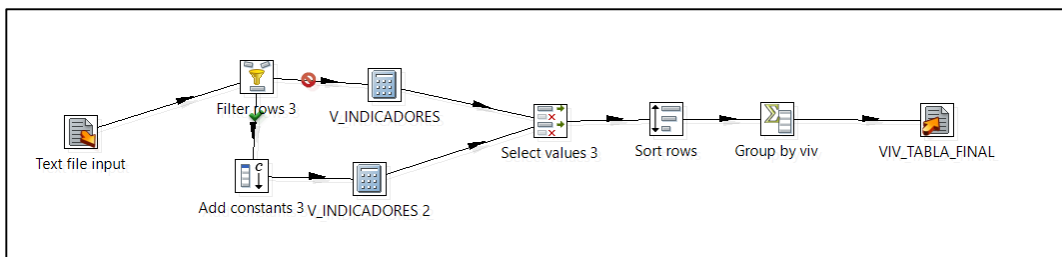 Text file input
Filter rows 3
V_INDICADORES
C
Add constants 3
V_INDICADORES 2
Select values 3
Sort rows
Group by viv
VIV_TABLA_FINAL